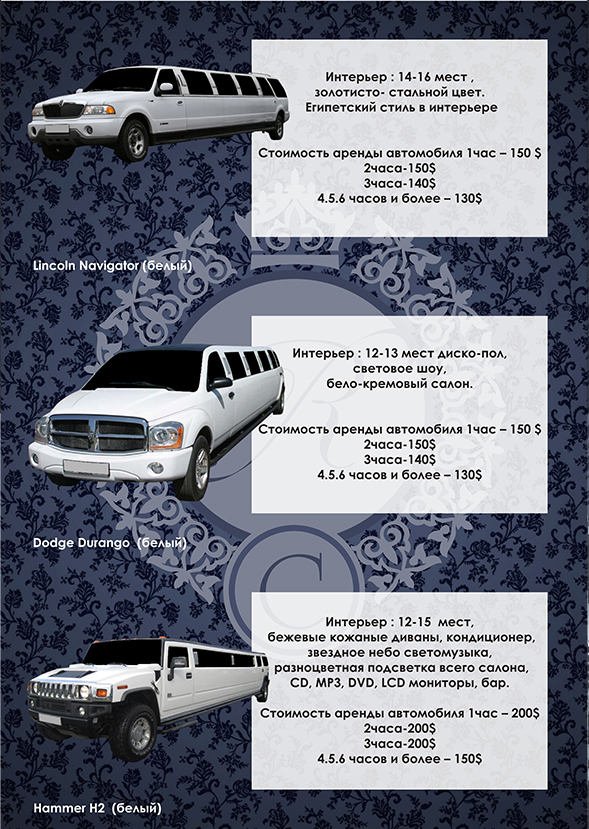 Интерьер : 14-16 мест ,
золотисто- стальной цвет.
Египетский стиль в интерьере
Стоимость аренды автомобиля 1час – 150 $
2часа-150$
3часа-140$
4.5.6 часов и более – 130$
Lincoln Navigator (белый)
Интерьер : 12-13 мест диско-пол,
световое шоу,
бело-кремовый салон.
Стоимость аренды автомобиля 1час – 150 $
2часа-150$
3часа-140$
4.5.6 часов и более – 130$
Dodge Durango (белый)
R
C
Интерьер : 12-15 мест,
бежевые кожаные диваны, кондиционер,
звездное небо светомузыка,
разноцветная подсветка всего салона,
CD, MP3, DVD, LCD мониторы, бар.
Стоимость аренды автомобиля 1час – 200$
2часа-200$
3часа-200$
4.5.6 часов и более – 150$
Hammer H2 (белый)